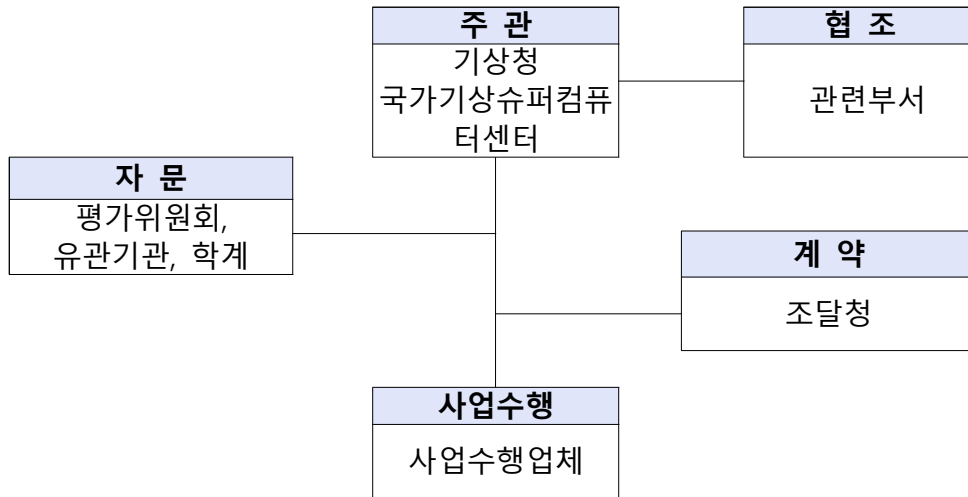 주 관
기상청
국가기상슈퍼컴퓨
터센터
협 조
관련부서
자 문
평가위원회,
유관기관, 학계
계 약
조달청
사업수행
사업수행업체